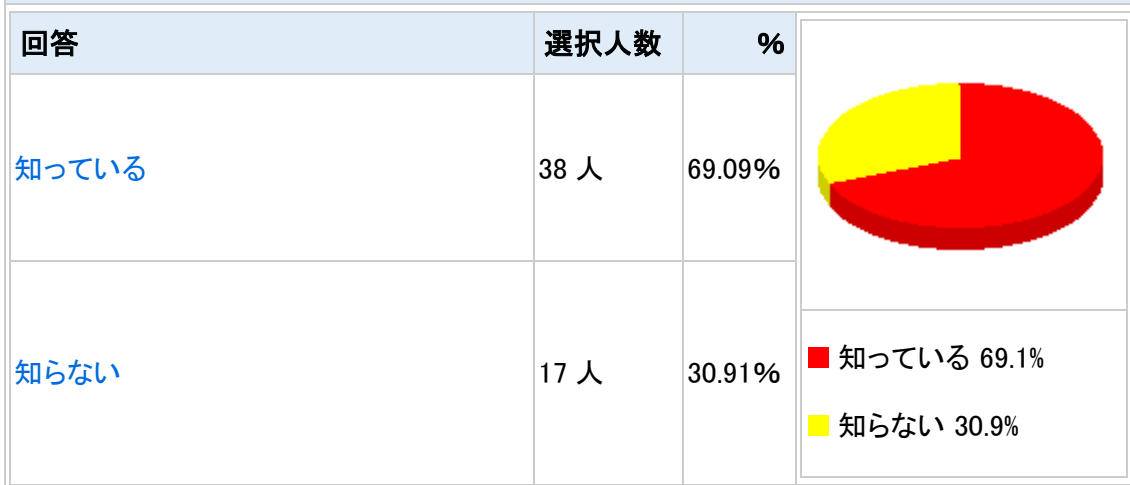 回答 選択人数 %
知っている 38 人 69.09%
知らない 17 人 30.91%
知っている 69.1%
知らない 30.9%